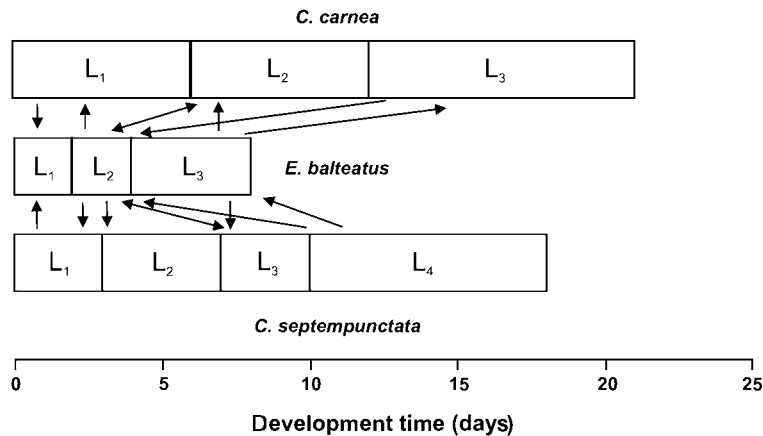 C. carnea
L₁ L₂ L₃
L₁ L₂ L₃ E. balteatus
L₁ L₂ L₃ L₄
C. septempunctata
0 5 10 15 20 25
Development time (days)